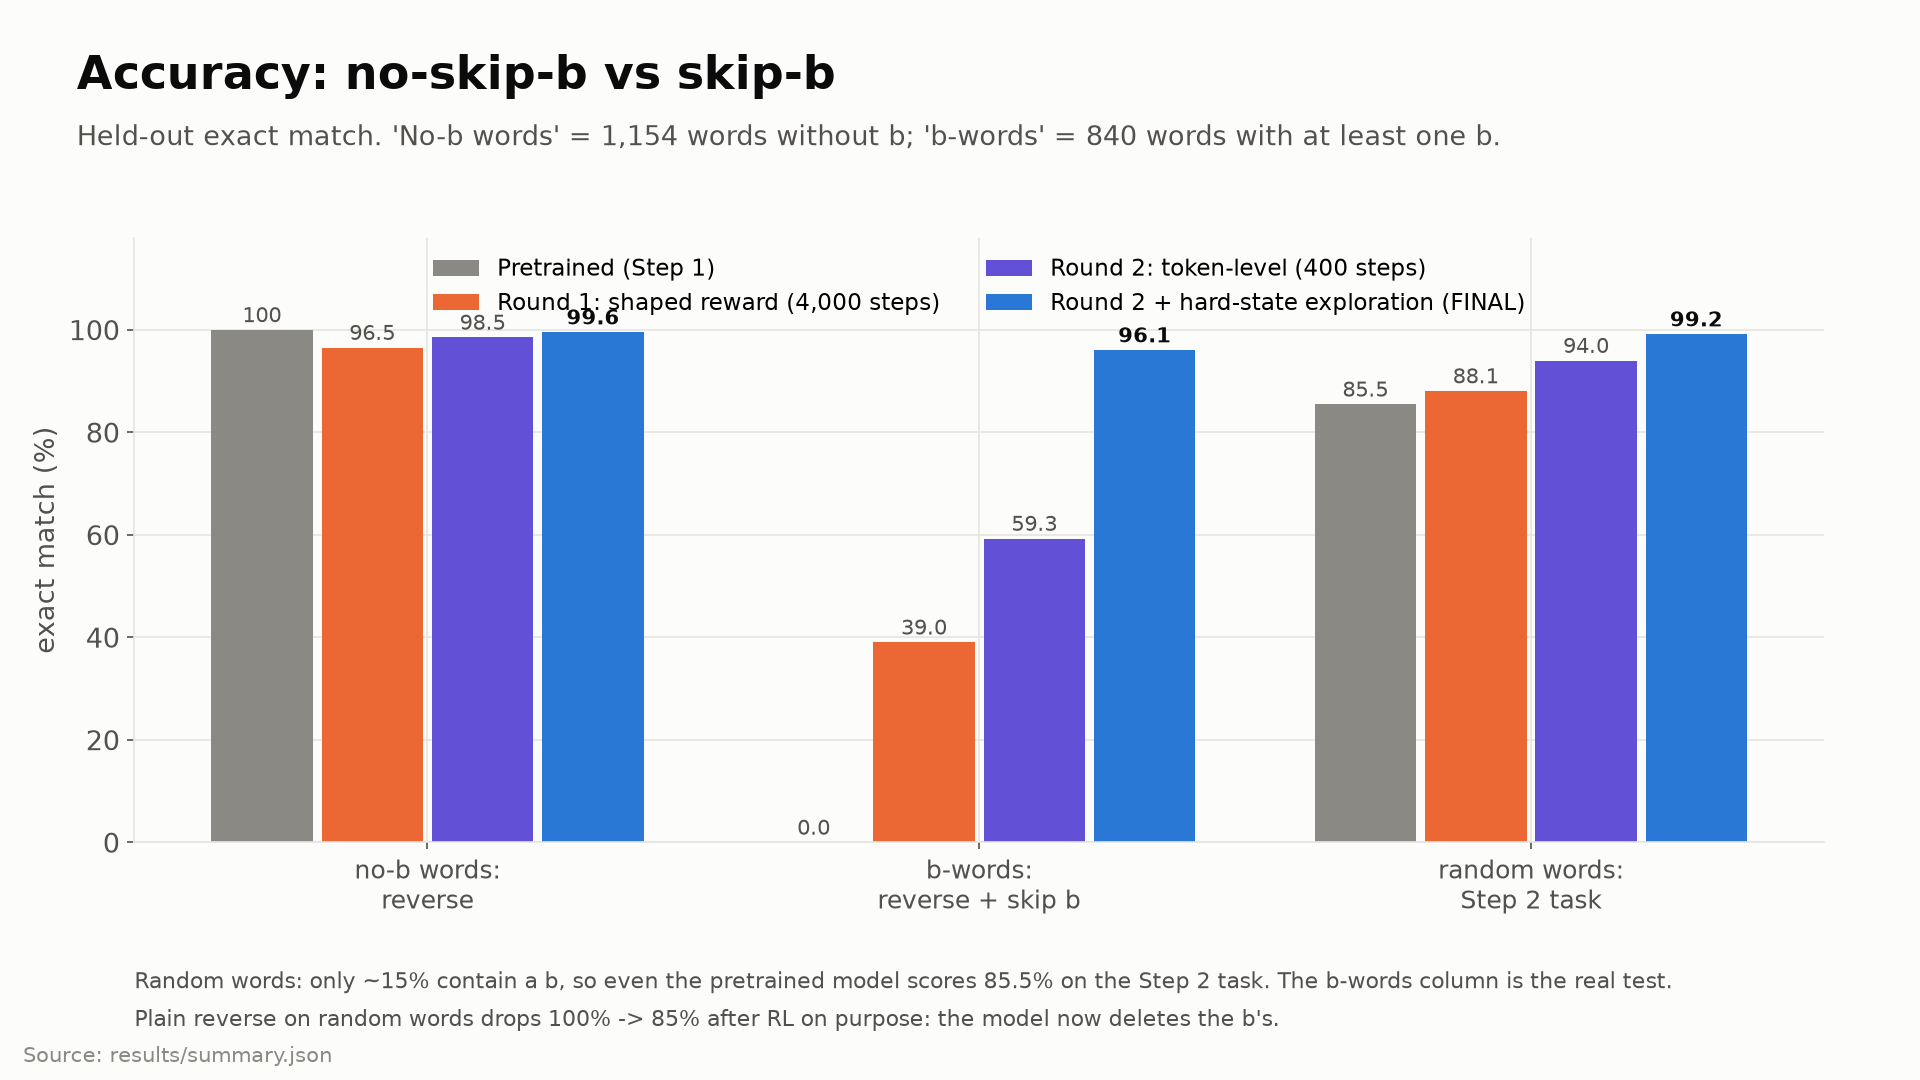 Accuracy: no-skip-b vs skip-b
Held-out exact match. 'No-b words' = 1,154 words without b; 'b-words' = 840 words with at least one b.
Pretrained (Step 1)
Round 1: shaped reward (4,000 steps)
Round 2: token-level (400 steps)
Round 2 + hard-state exploration (FINAL)
exact match (%)
100
80
60
40
20
0
100
96.5
98.5
99.6
0.0
39.0
59.3
96.1
85.5
88.1
94.0
99.2
no-b words:
reverse
b-words:
reverse + skip b
random words:
Step 2 task
Random words: only ~15% contain a b, so even the pretrained model scores 85.5% on the Step 2 task. The b-words column is the real test.
Plain reverse on random words drops 100% -> 85% after RL on purpose: the model now deletes the b's.
Source: results/summary.json